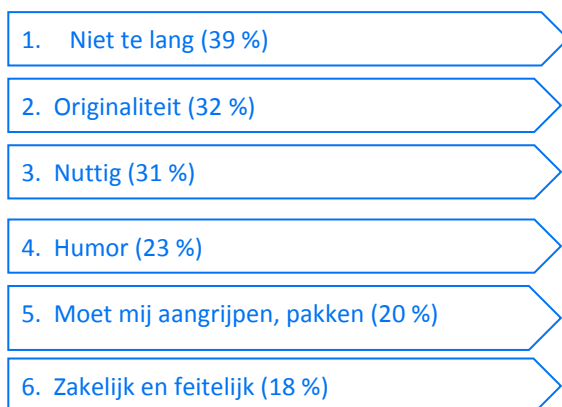 1. Niet te lang (39 %)
2. Originaliteit (32 %)
3. Nuttig (31 %)
4. Humor (23 %)
5. Moet mij aangrijpen, pakken (20 %)
6. Zakelijk en feitelijk (18 %)